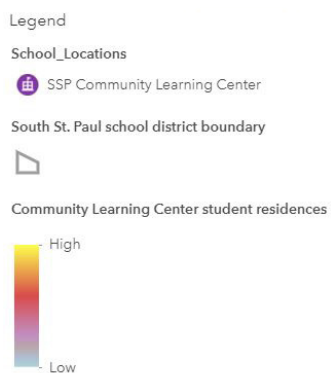 Legend
School_Locations
SSP Community Learning Center
South St. Paul school district boundary
Community Learning Center student residences
High
Low